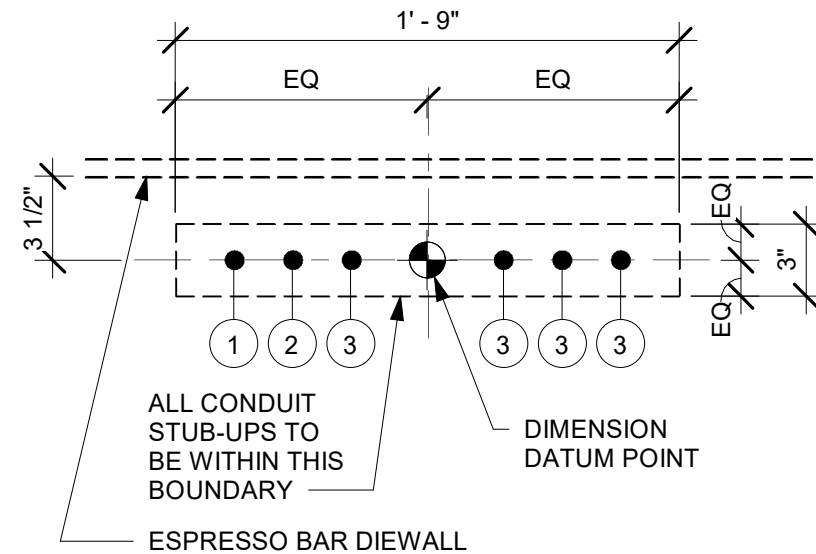 1' - 9"
EQ
EQ
3 1/2"
EQ
3"
EQ
1
2
3
3
3
3
ALL CONDUIT
STUB-UPS TO
BE WITHIN THIS
BOUNDARY
DIMENSION
DATUM POINT
ESPRESSO BAR DIEWALL